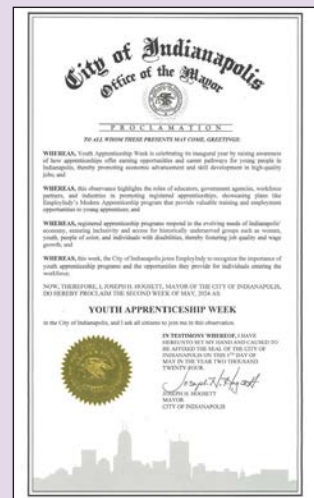 City of Indianapolis
Office of the Mayor
PROCLAMATION
TO ALL WHOM THESE PRESENTS MAY COME, GREETINGS:
WHEREAS, Youth Apprenticeship Week is celebrating its inaugural year by raising awareness
of how apprenticeships offer earning opportunities and career pathways for young people in
Indianapolis, thereby promoting economic advancement and skill development in high-quality
jobs; and
WHEREAS, this observance highlights the roles of educators, government agencies, workforce
partners, and industries in promoting registered apprenticeships, showcasing plans like
EmployIndy's Modern Apprenticeship program that provide valuable training and employment
opportunities to young apprentices; and
WHEREAS, registered apprenticeship programs respond to the evolving needs of Indianapolis'
economy, ensuring inclusivity and access for historically underserved groups such as women,
youth, people of color, and individuals with disabilities, thereby fostering job quality and wage
growth; and
WHEREAS, this week, the City of Indianapolis joins EmployIndy to recognize the importance of
youth apprenticeship programs and the opportunities they provide for individuals entering the
workforce;
NOW, THEREFORE, I, JOSEPH H. HOGSETT, MAYOR OF THE CITY OF INDIANAPOLIS,
DO HEREBY PROCLAIM THE SECOND WEEK OF MAY, 2024 AS:
YOUTH APPRENTICESHIP WEEK
in the City of Indianapolis, and I ask all citizens to join me in this observation.
IN TESTIMONY WHEREOF, I HAVE
HEREUNTO SET MY HAND AND CAUSED TO
BE AFFIXED THE SEAL OF THE CITY OF
INDIANAPOLIS ON THIS DAY OF
MAY IN THE YEAR TWO THOUSAND
TWENTY-FOUR.
Joseph H. Hogsett
JOSEPH H. HOGSETT
MAYOR
CITY OF INDIANAPOLIS